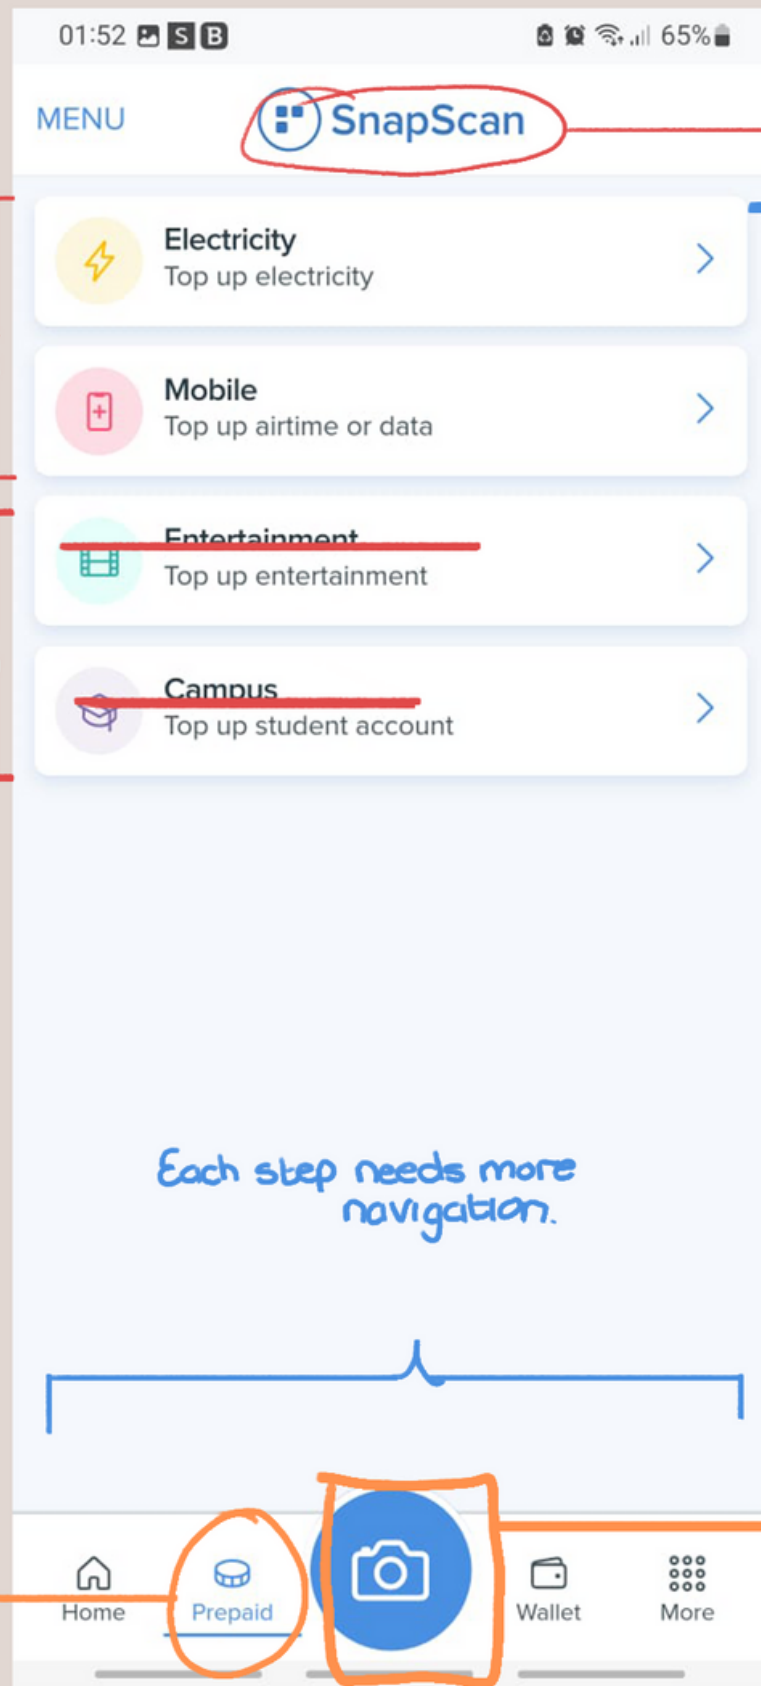 01:52 S B 65%
MENU SnapScan
Electricity
Top up electricity
Mobile
Top up airtime or data
Entertainment
Top up entertainment
Campus
Top up student account
Each step needs more
navigation.
Home Prepaid Wallet More